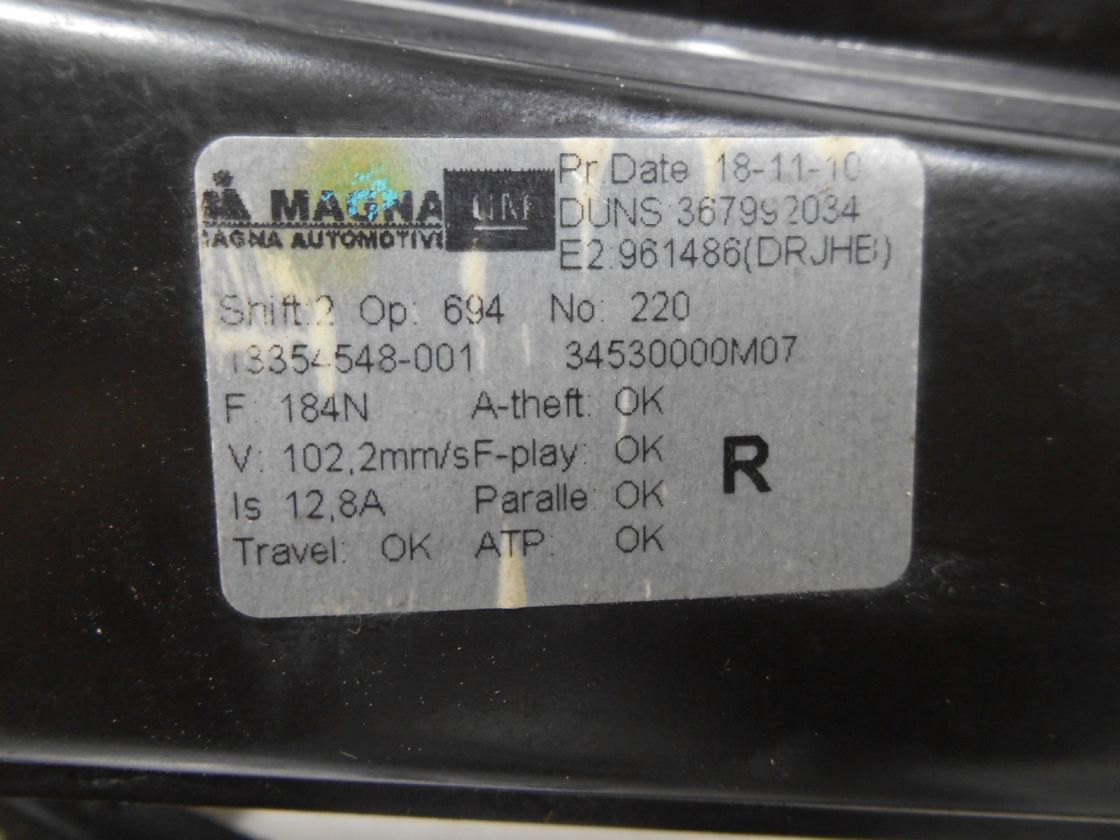 MAGNA
MAGNA AUTOMOTIVE
GM
Pr.Date 18-11-10
DUNS:367992034
E2:961486(DRJHB)
Shift:2 Op: 694 No: 220
13354548-001 34530000M07
F: 184N A-theft: OK
V: 102,2mm/s F-play: OK
R
Is 12,8A Paralle: OK
Travel: OK ATP: OK